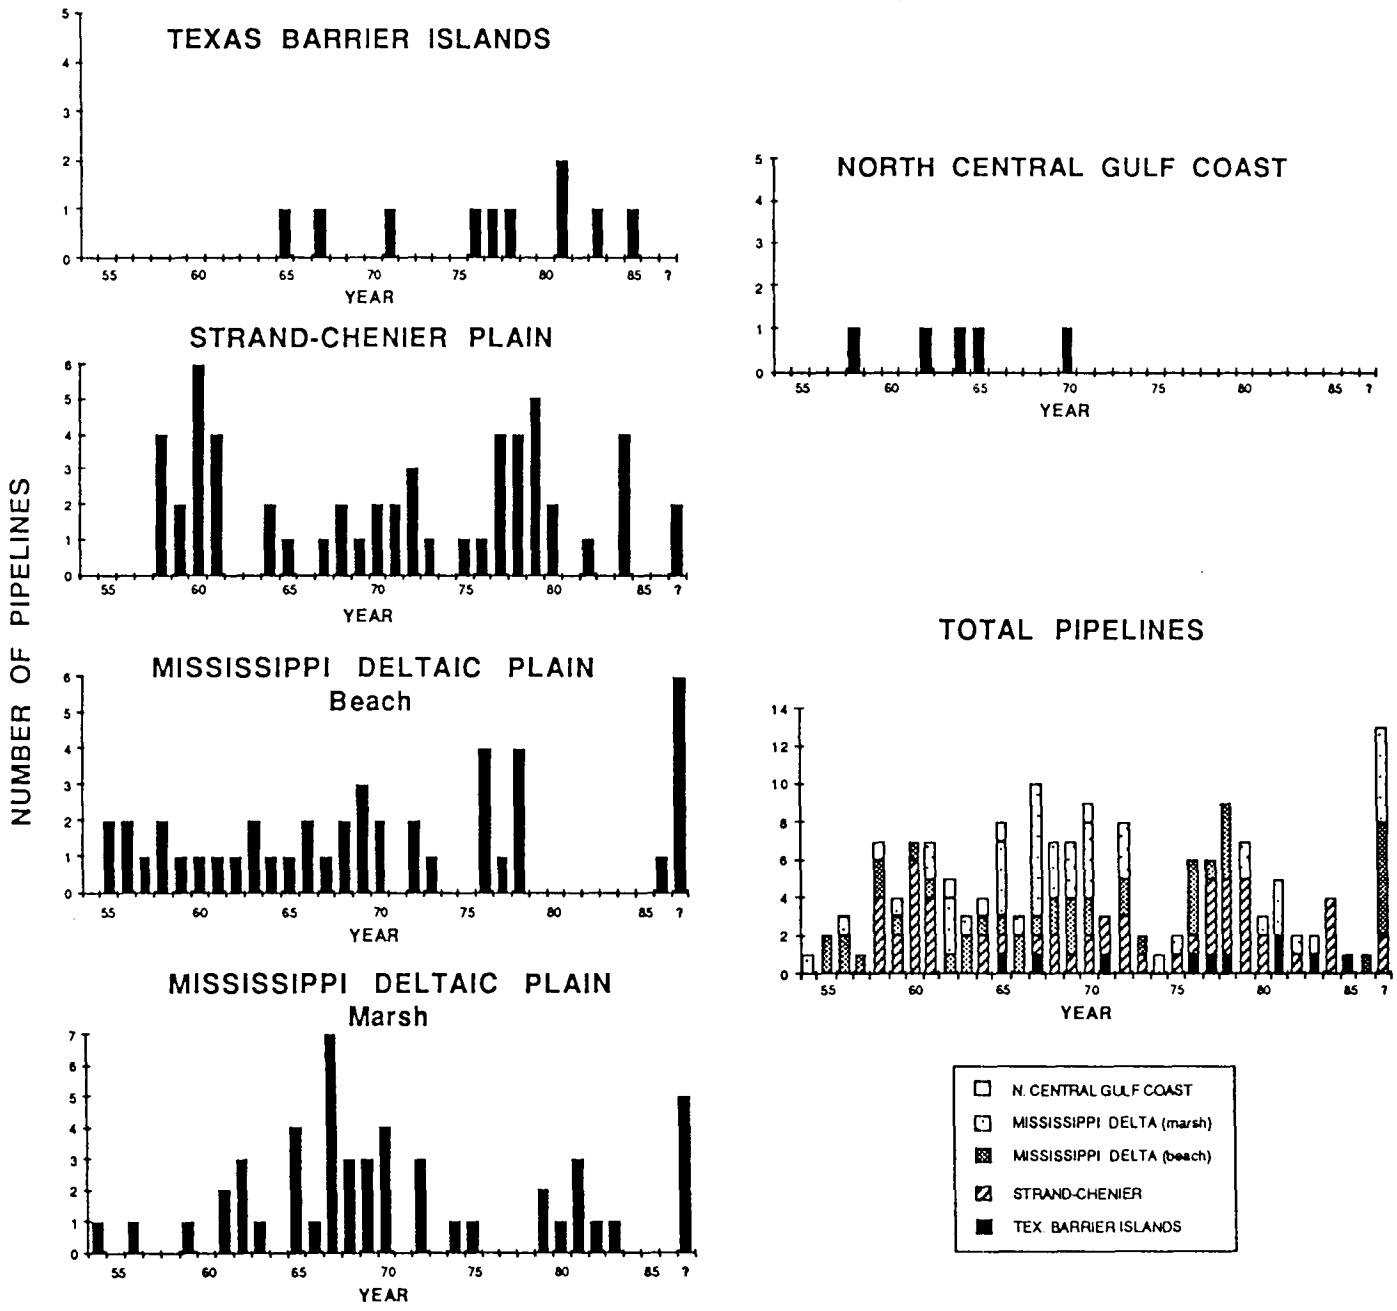 NUMBER OF PIPELINES
TEXAS BARRIER ISLANDS
5
4
3
2
1
0
55 60 65 70 75 80 85 ?
YEAR
STRAND-CHENIER PLAIN
6
5
4
3
2
1
0
55 60 65 70 75 80 85 ?
YEAR
MISSISSIPPI DELTAIC PLAIN
Beach
6
5
4
3
2
1
0
55 60 65 70 75 80 85 ?
YEAR
MISSISSIPPI DELTAIC PLAIN
Marsh
7
6
5
4
3
2
1
0
55 60 65 70 75 80 85 ?
YEAR
NORTH CENTRAL GULF COAST
5
4
3
2
1
0
55 60 65 70 75 80 85 ?
YEAR
TOTAL PIPELINES
14
12
10
8
6
4
2
0
55 60 65 70 75 80 85 ?
YEAR
N. CENTRAL GULF COAST
MISSISSIPPI DELTA (marsh)
MISSISSIPPI DELTA (beach)
STRAND-CHENIER
TEX. BARRIER ISLANDS